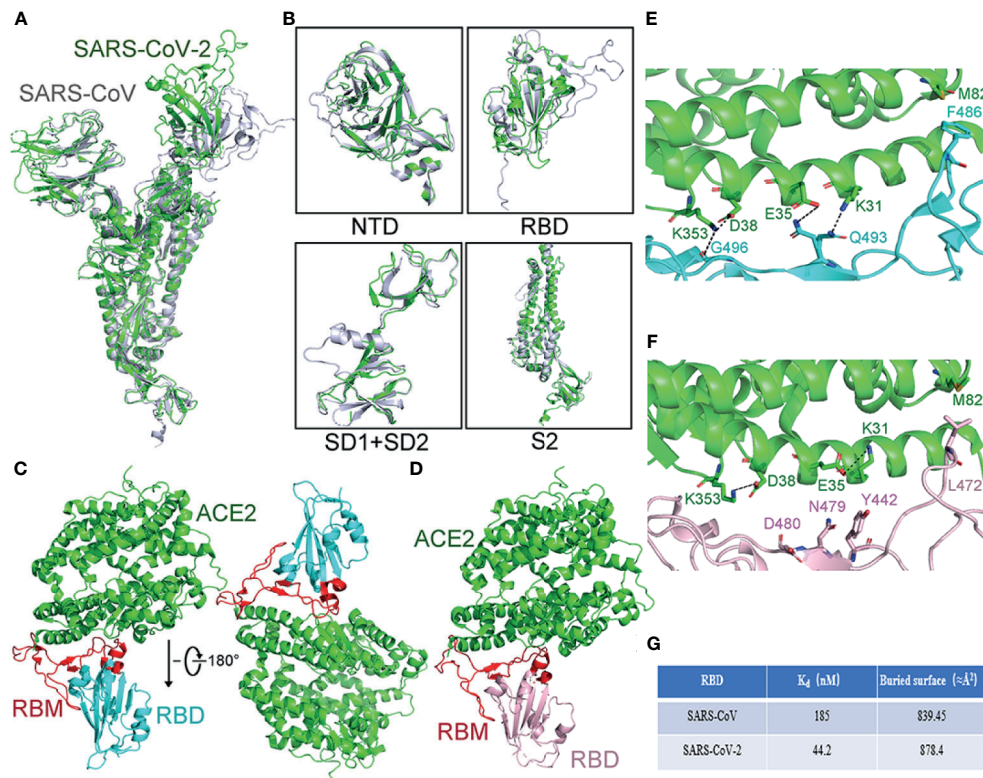 A
SARS-CoV-2
SARS-CoV
B
NTD
RBD
SD1+SD2
S2
C
ACE2
180°
RBM
RBD
D
ACE2
RBM
RBD
E
M82
F486
K31
E35
D38
K353
Q493
G496
F
M82
K31
L472
D38
E35
K353
N479
Y442
D480
G
RBD Kd (nM) Buried surface (≈Å²)
SARS-CoV 185 839.45
SARS-CoV-2 44.2 878.4